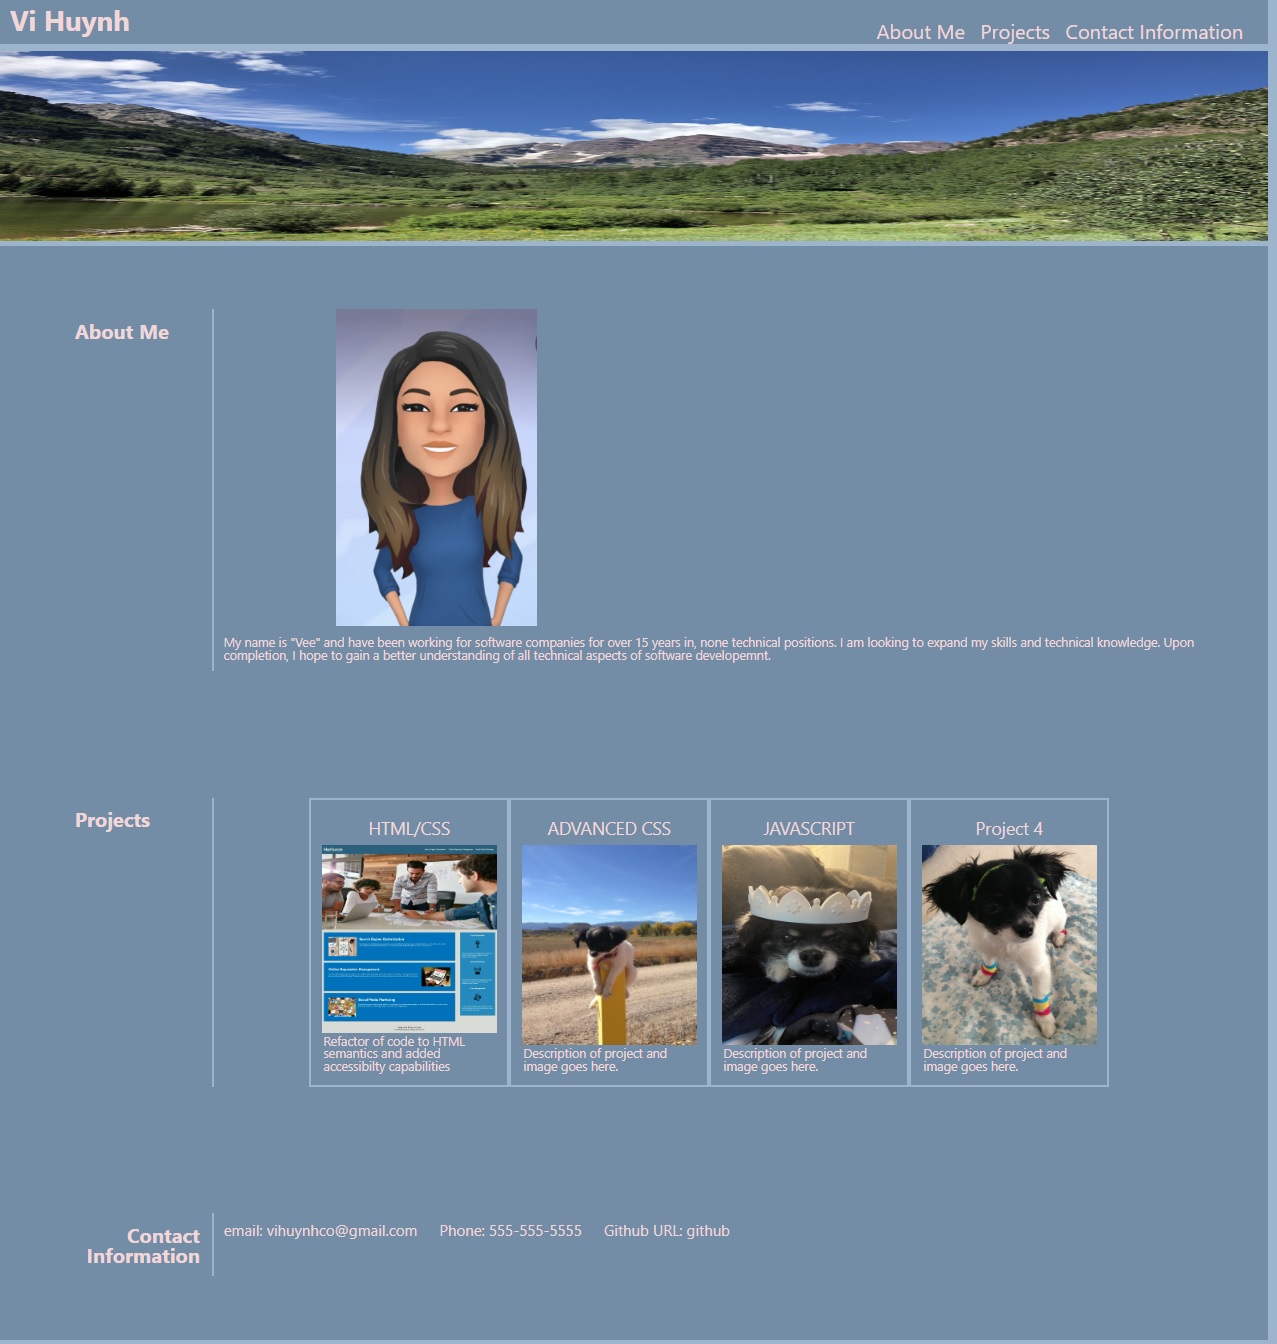 Vi Huynh
About Me Projects Contact Information
About Me
My name is "Vee" and have been working for software companies for over 15 years in, none technical positions. I am looking to expand my skills and technical knowledge. Upon
completion, I hope to gain a better understanding of all technical aspects of software developemnt.
Projects
HTML/CSS
Refactor of code to HTML
semantics and added
accessibilty capabilities
ADVANCED CSS
Description of project and
image goes here.
JAVASCRIPT
Description of project and
image goes here.
Project 4
Description of project and
image goes here.
Contact
Information
email: vihuynhco@gmail.com Phone: 555-555-5555 Github URL: github